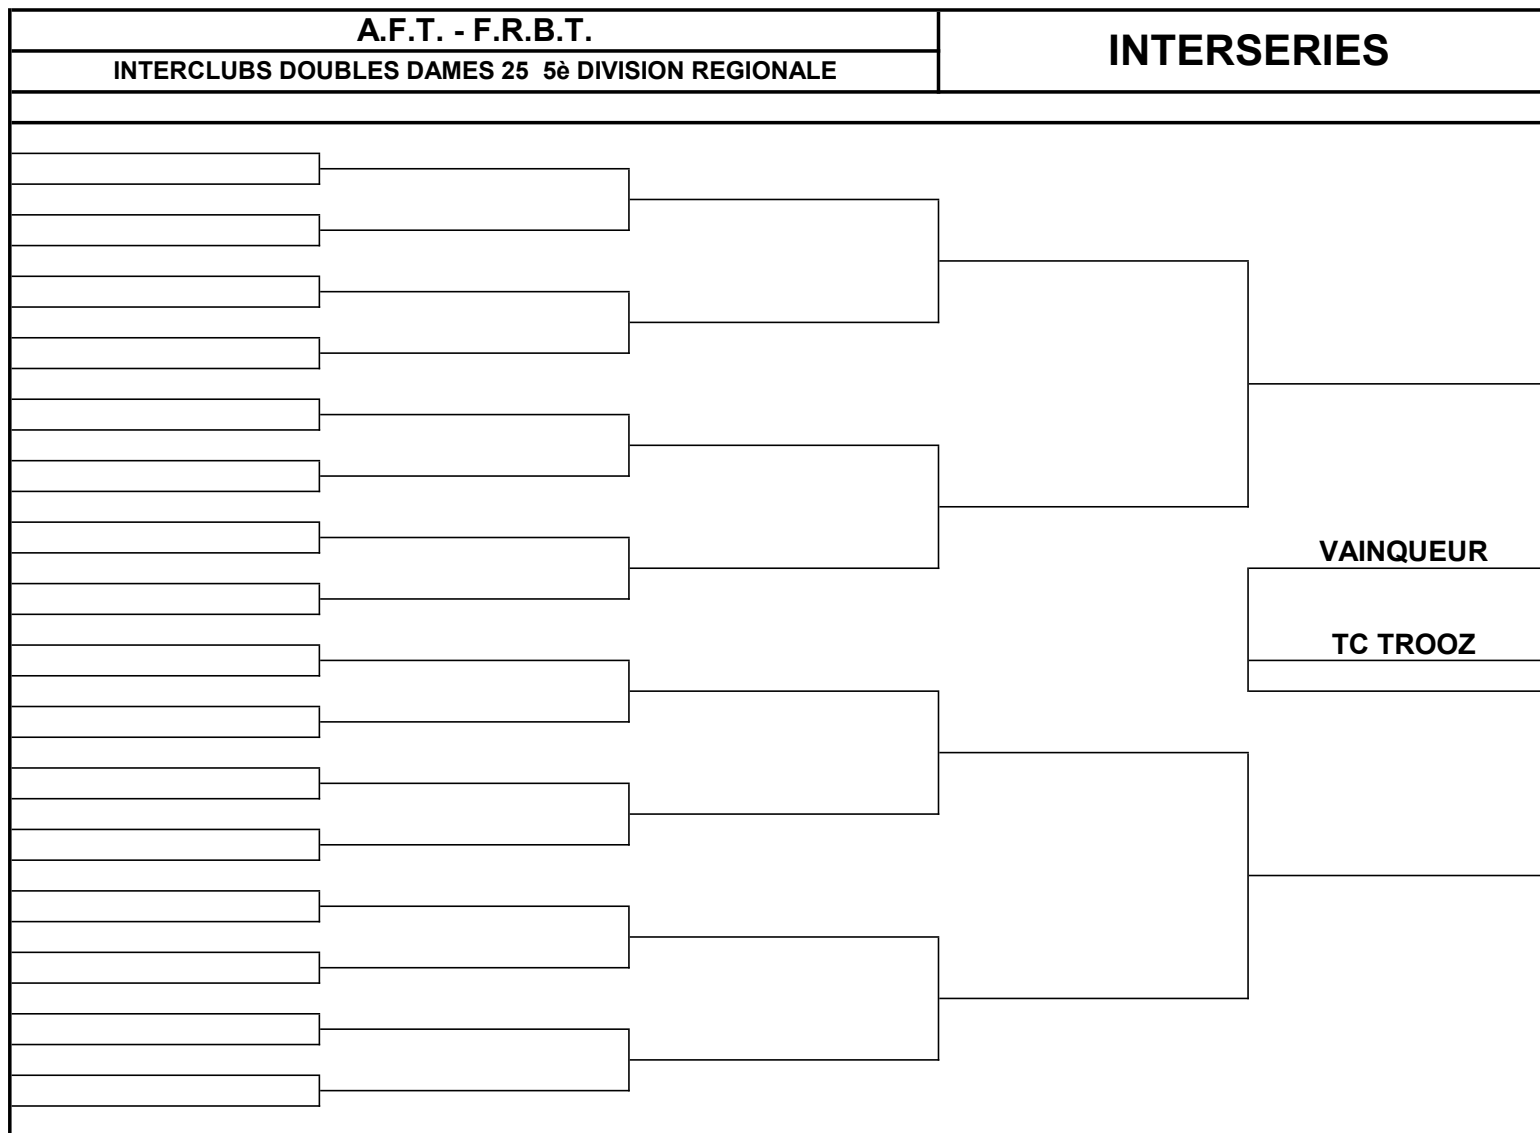 A.F.T. - F.R.B.T.
INTERCLUBS DOUBLES DAMES 25  5è DIVISION REGIONALE
INTERSERIES
VAINQUEUR
TC TROOZ